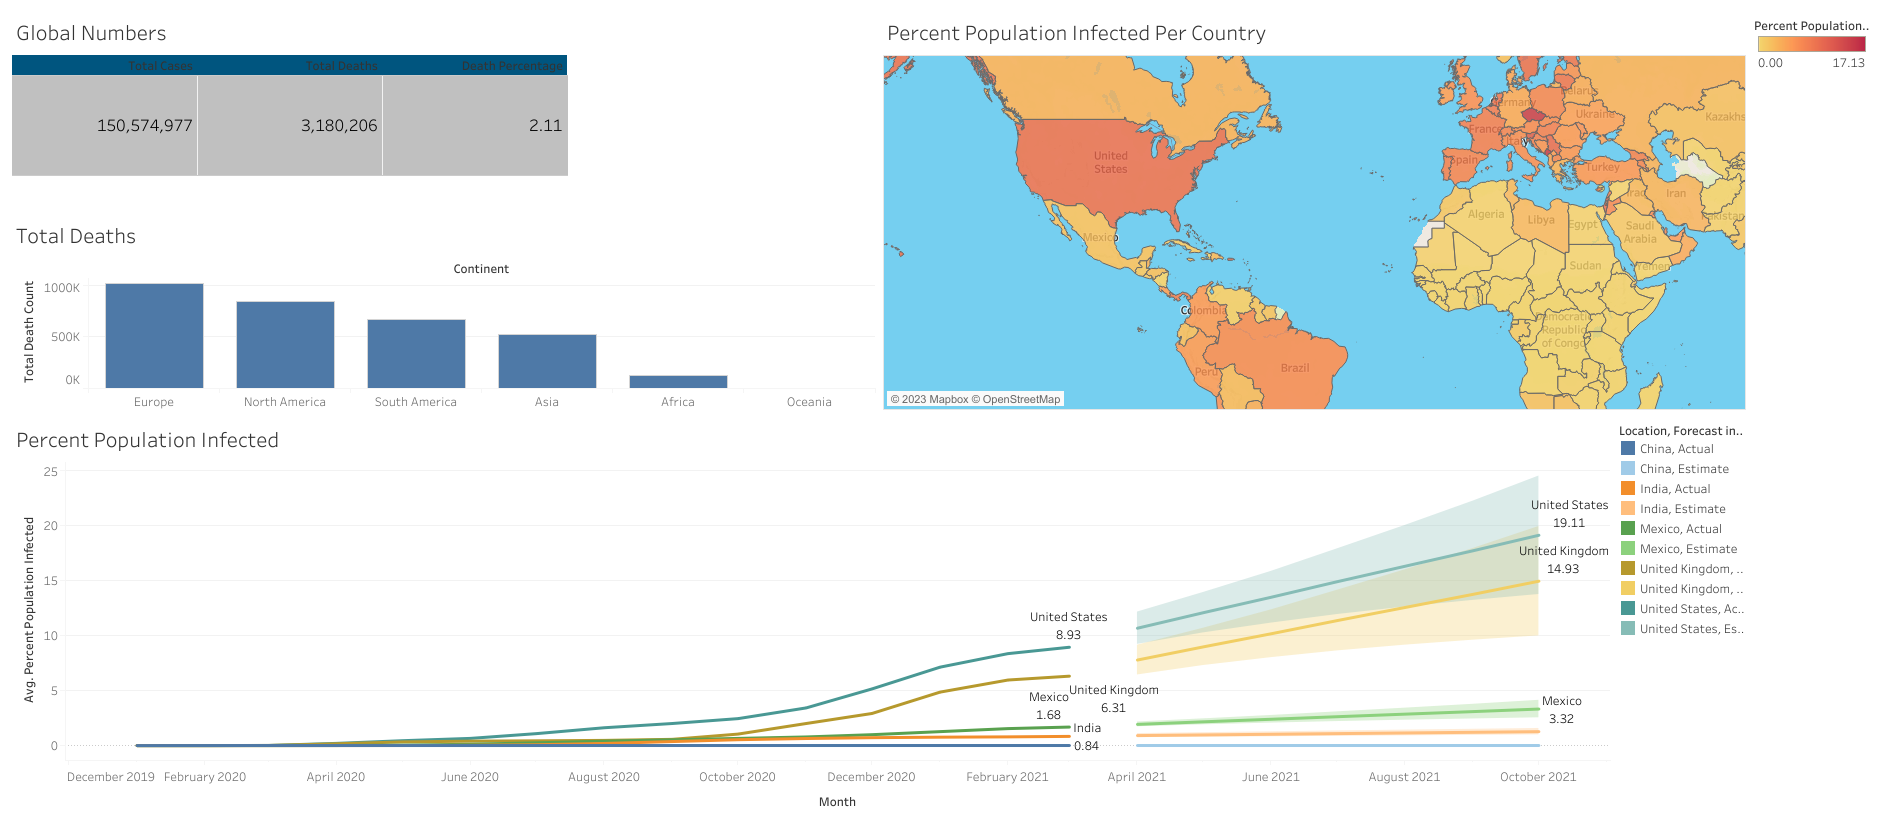 Global Numbers
Total Cases
Total Deaths
Death Percentage
150,574,977
3,180,206
2.11
Total Deaths
Continent
Total Death Count
1000K
500K
0K
Europe
North America
South America
Asia
Africa
Oceania
Percent Population Infected Per Country
Percent Population..
0.00
17.13
United
States
Mexico
Colombia
Peru
Brazil
Germany
Belarus
France
Ukraine
Italy
Spain
Turkey
Kazakhs
Algeria
Libya
Egypt
Iraq
Iran
Pakistan
Saudi
Arabia
Sudan
Yemen
Democratic
Republic
of Congo
© 2023 Mapbox © OpenStreetMap
Percent Population Infected
Avg. Percent Population Infected
25
20
15
10
5
0
United States
8.93
United Kingdom
6.31
Mexico
1.68
India
0.84
United States
19.11
United Kingdom
14.93
Mexico
3.32
December 2019
February 2020
April 2020
June 2020
August 2020
October 2020
December 2020
February 2021
April 2021
June 2021
August 2021
October 2021
Month
Location, Forecast in..
China, Actual
China, Estimate
India, Actual
India, Estimate
Mexico, Actual
Mexico, Estimate
United Kingdom, ..
United Kingdom, ..
United States, Ac..
United States, Es..